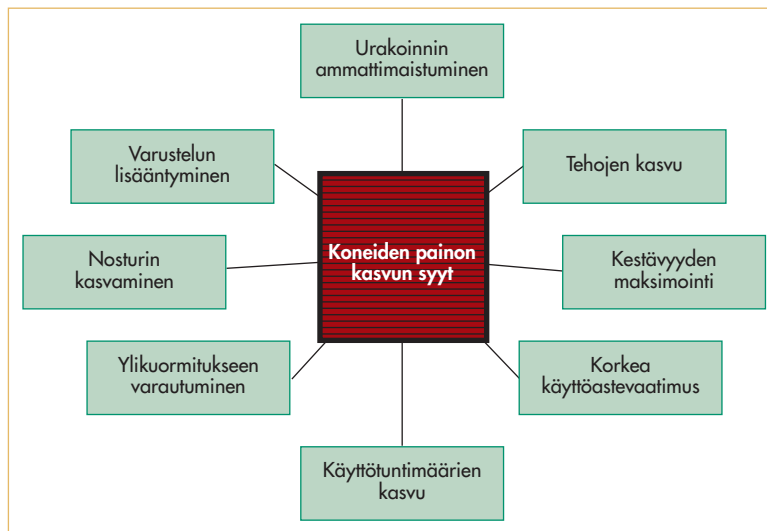 Urakoinnin
ammattimaistuminen
Varustelun
lisääntyminen
Tehojen kasvu
Koneiden painon
kasvun syyt
Nosturin
kasvaminen
Kestävyyden
maksimointi
Ylikuormitukseen
varautuminen
Korkea
käyttöastevaatimus
Käyttötuntimäärien
kasvu